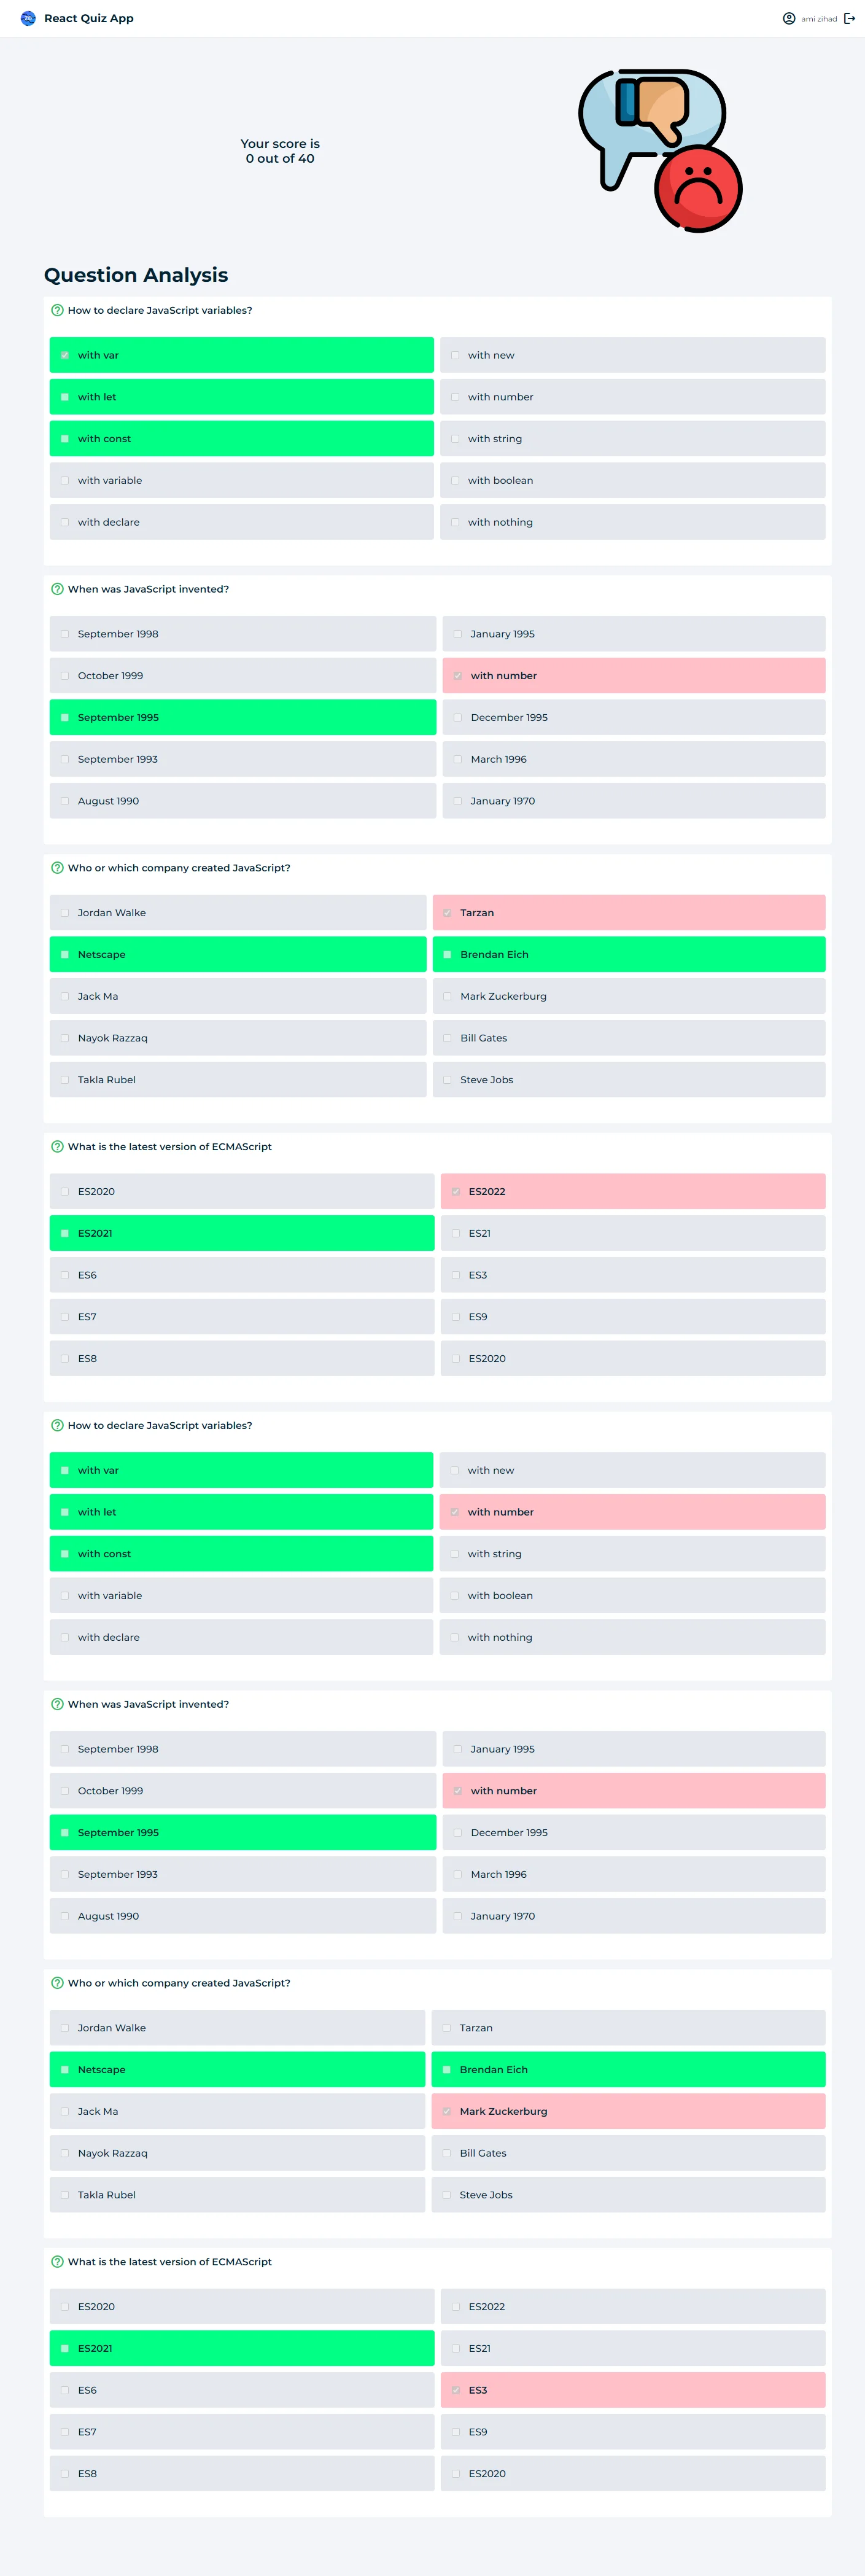 React Quiz App
ami zihad
Your score is
0 out of 40
Question Analysis
How to declare JavaScript variables?
with var
with new
with let
with number
with const
with string
with variable
with boolean
with declare
with nothing
When was JavaScript invented?
September 1998
January 1995
October 1999
with number
September 1995
December 1995
September 1993
March 1996
August 1990
January 1970
Who or which company created JavaScript?
Jordan Walke
Tarzan
Netscape
Brendan Eich
Jack Ma
Mark Zuckerburg
Nayok Razzaq
Bill Gates
Takla Rubel
Steve Jobs
What is the latest version of ECMAScript
ES2020
ES2022
ES2021
ES21
ES6
ES3
ES7
ES9
ES8
ES2020
How to declare JavaScript variables?
with var
with new
with let
with number
with const
with string
with variable
with boolean
with declare
with nothing
When was JavaScript invented?
September 1998
January 1995
October 1999
with number
September 1995
December 1995
September 1993
March 1996
August 1990
January 1970
Who or which company created JavaScript?
Jordan Walke
Tarzan
Netscape
Brendan Eich
Jack Ma
Mark Zuckerburg
Nayok Razzaq
Bill Gates
Takla Rubel
Steve Jobs
What is the latest version of ECMAScript
ES2020
ES2022
ES2021
ES21
ES6
ES3
ES7
ES9
ES8
ES2020